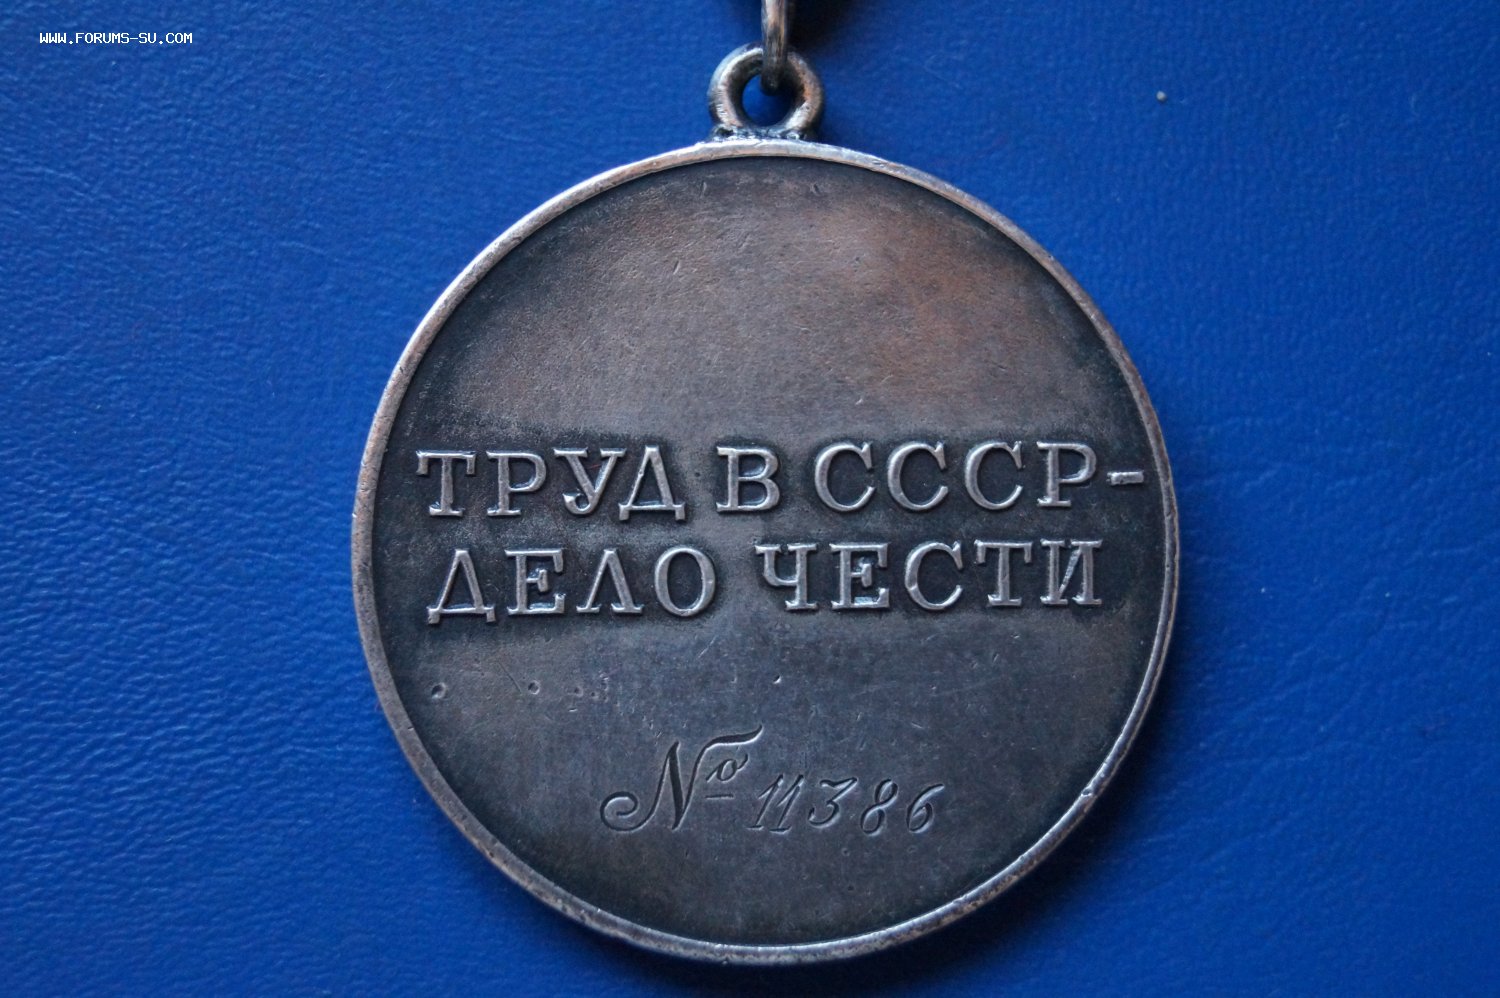 WWW.FORUMS-SU.COM
ТРУД В СССР-
ДЕЛО ЧЕСТИ
№ 11386